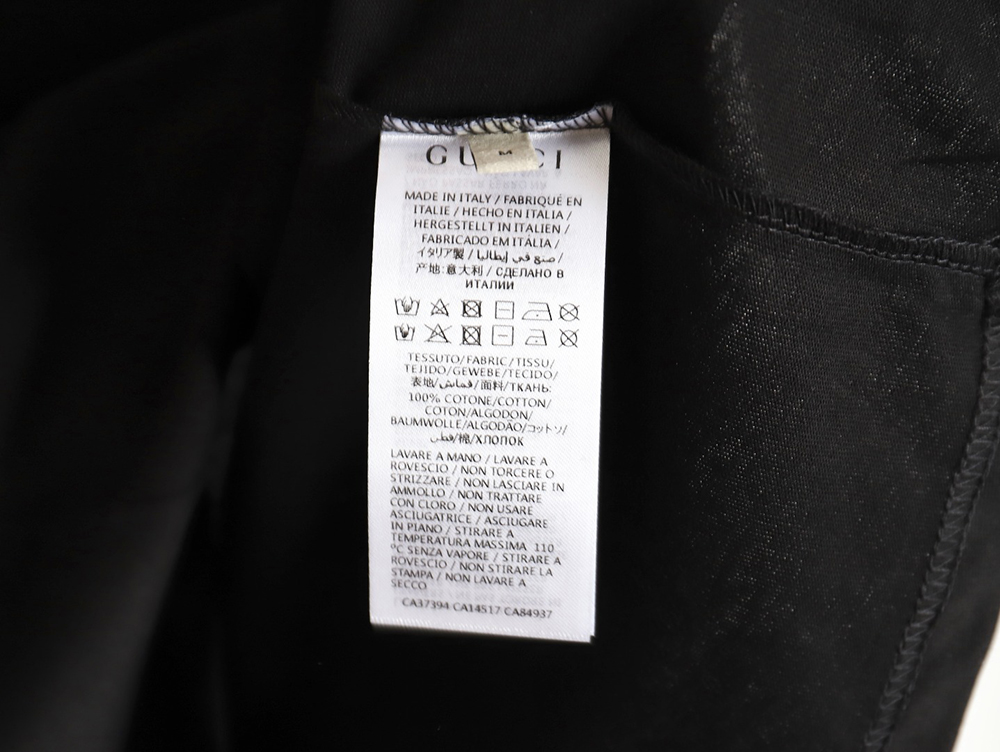 GU CI
M
MADE IN ITALY / FABRIQUÉ EN
ITALIE / HECHO EN ITALIA /
HERGESTELLT IN ITALIEN /
FABRICADO EM ITÁLIA /
イタリア製 / صنع في إيطاليا /
产地:意大利 / СДЕЛАНО В
ИТАЛИИ
TESSUTO/FABRIC/TISSU/
TEJIDO/GEWEBE/TECIDO/
表地/قماش/面料/ТКАНЬ:
100% COTONE/COTTON/
COTON/ALGODON/
BAUMWOLLE/ALGODÃO/コットン/
قطن/棉/ХЛОПОК
LAVARE A MANO / LAVARE A
ROVESCIO / NON TORCERE O
STRIZZARE / NON LASCIARE IN
AMMOLLO / NON TRATTARE
CON CLORO / NON USARE
ASCIUGATRICE / ASCIUGARE
IN PIANO / STIRARE A
TEMPERATURA MASSIMA 110
ºC SENZA VAPORE / STIRARE A
ROVESCIO / NON STIRARE LA
STAMPA / NON LAVARE A
SECCO
CA37394 CA14517 CA84937